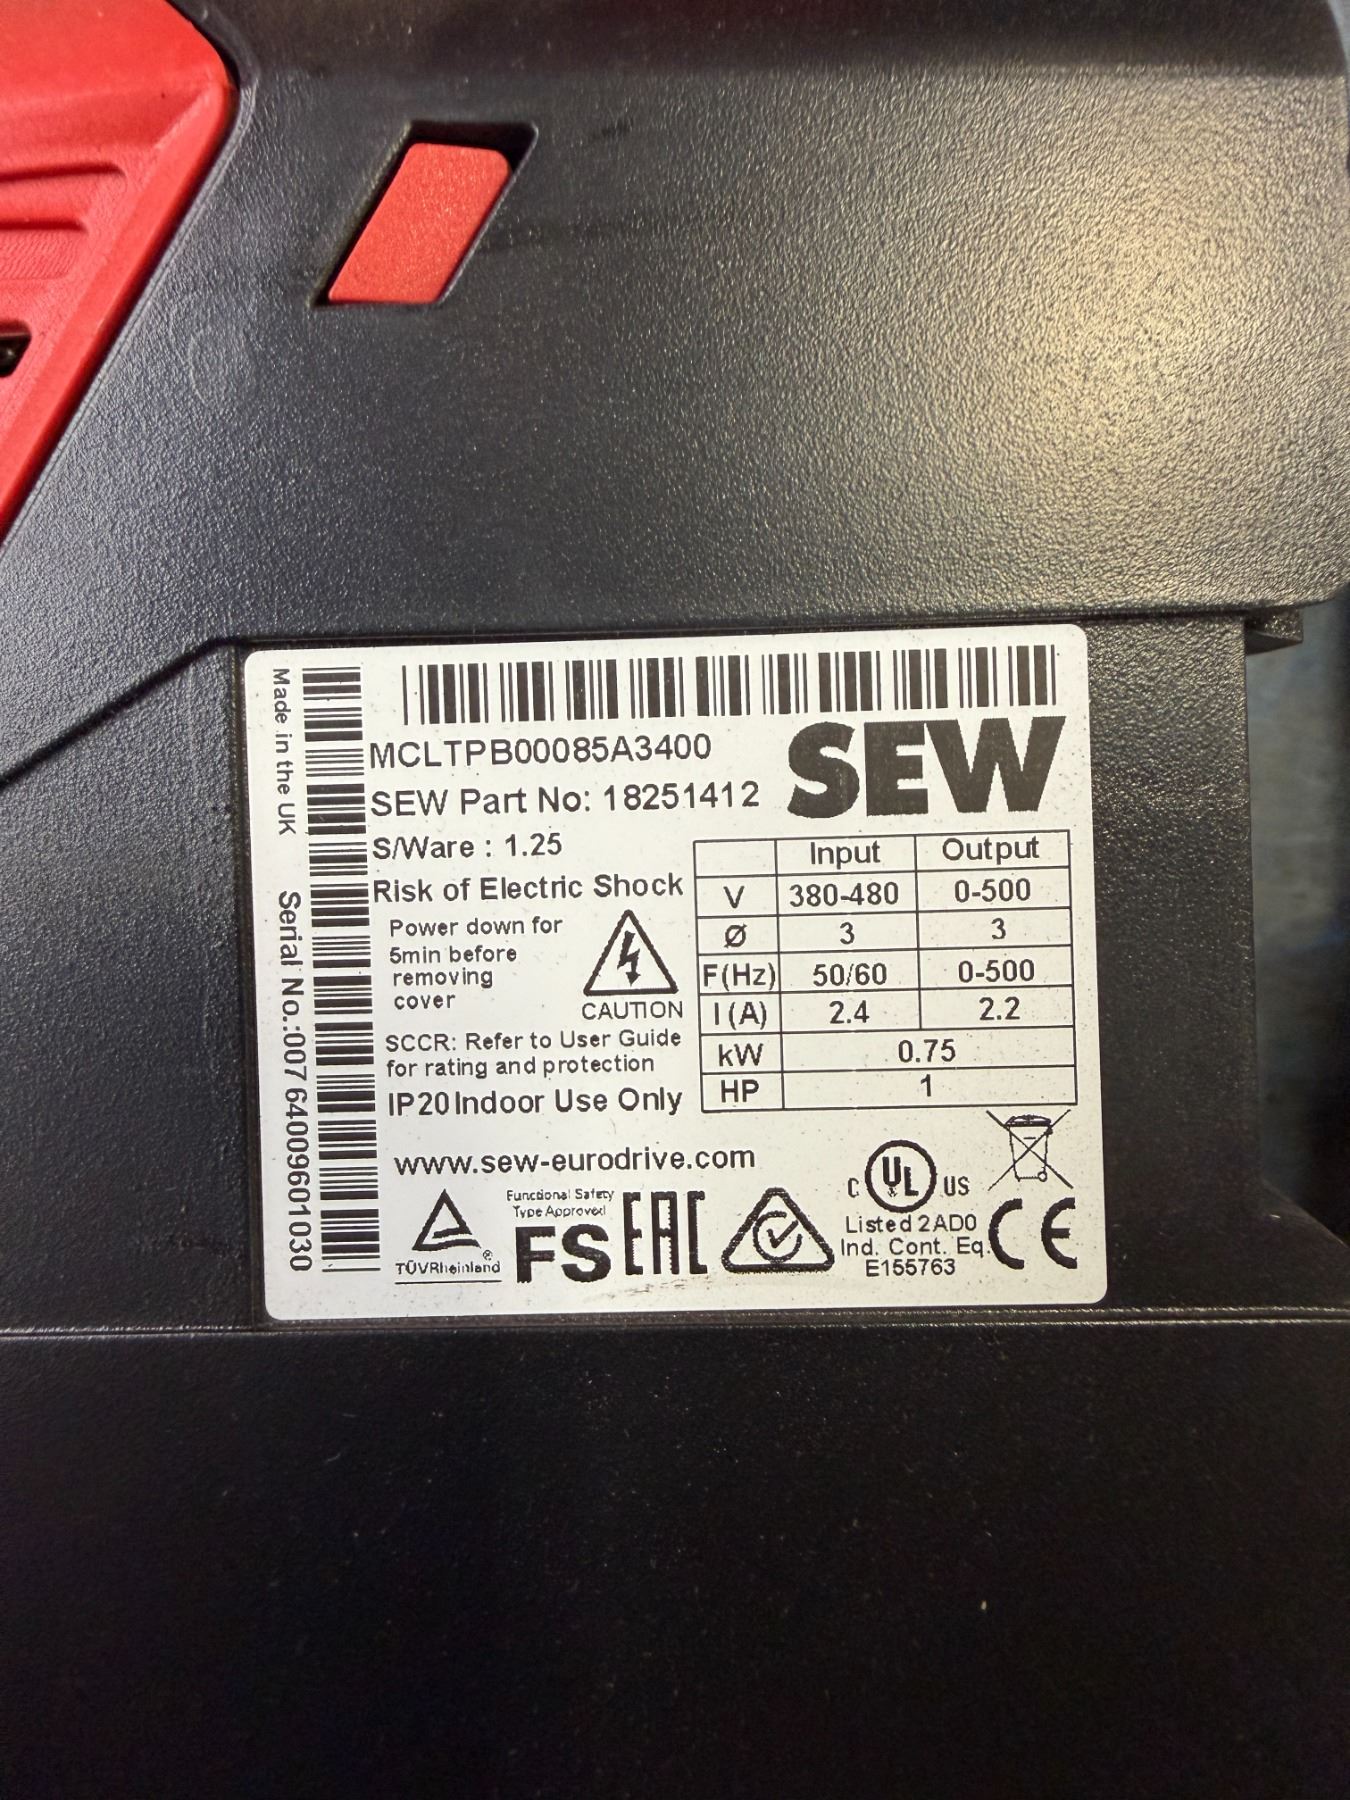 Made in the UK
Serial No.:00764009601030
MCLTPB00085A3400
SEW
SEW Part No: 18251412
S/Ware : 1.25
Risk of Electric Shock
Power down for
5min before
removing
cover
CAUTION
SCCR: Refer to User Guide
for rating and protection
IP20 Indoor Use Only
Input Output
V 380-480 0-500
Ø 3 3
F(Hz) 50/60 0-500
I (A) 2.4 2.2
kW 0.75
HP 1
www.sew-eurodrive.com
TÜVRheinland®
Functional Safety
Type Approved
FS
EAC
C UL US
Listed 2AD0
Ind. Cont. Eq.
E155763
CE